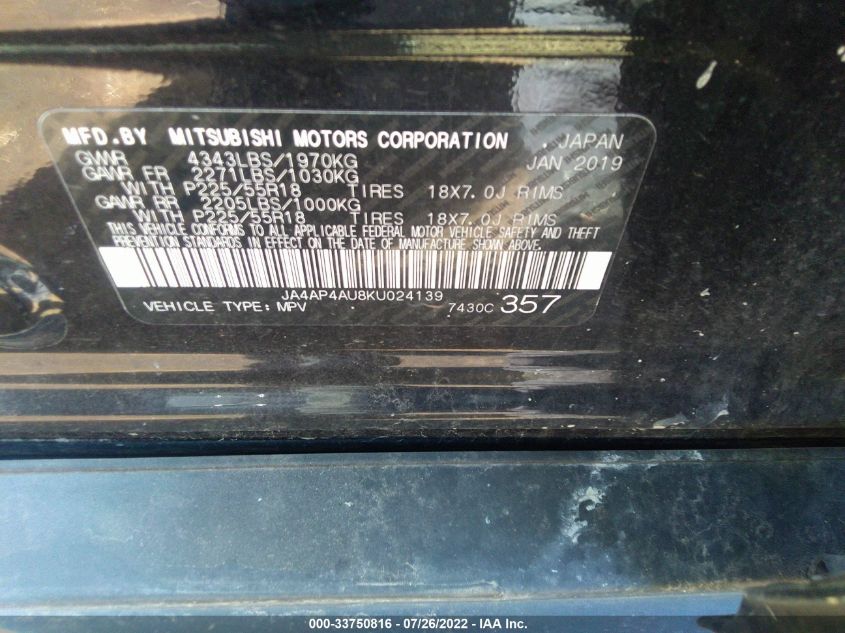 MFD.BY MITSUBISHI MOTORS CORPORATION , JAPAN
GVWR 4343LBS/1970KG JAN 2019
GAWR FR 2271LBS/1030KG
WITH P225/55R18 TIRES 18X7.0J RIMS
GAWR RR 2205LBS/1000KG
WITH P225/55R18 TIRES 18X7.0J RIMS
THIS VEHICLE CONFORMS TO ALL APPLICABLE FEDERAL MOTOR VEHICLE SAFETY AND THEFT
PREVENTION STANDARDS IN EFFECT ON THE DATE OF MANUFACTURE SHOWN ABOVE.
JA4AP4AU8KU024139
VEHICLE TYPE: MPV 7430C 357
000-33750816 - 07/26/2022 - IAA Inc.